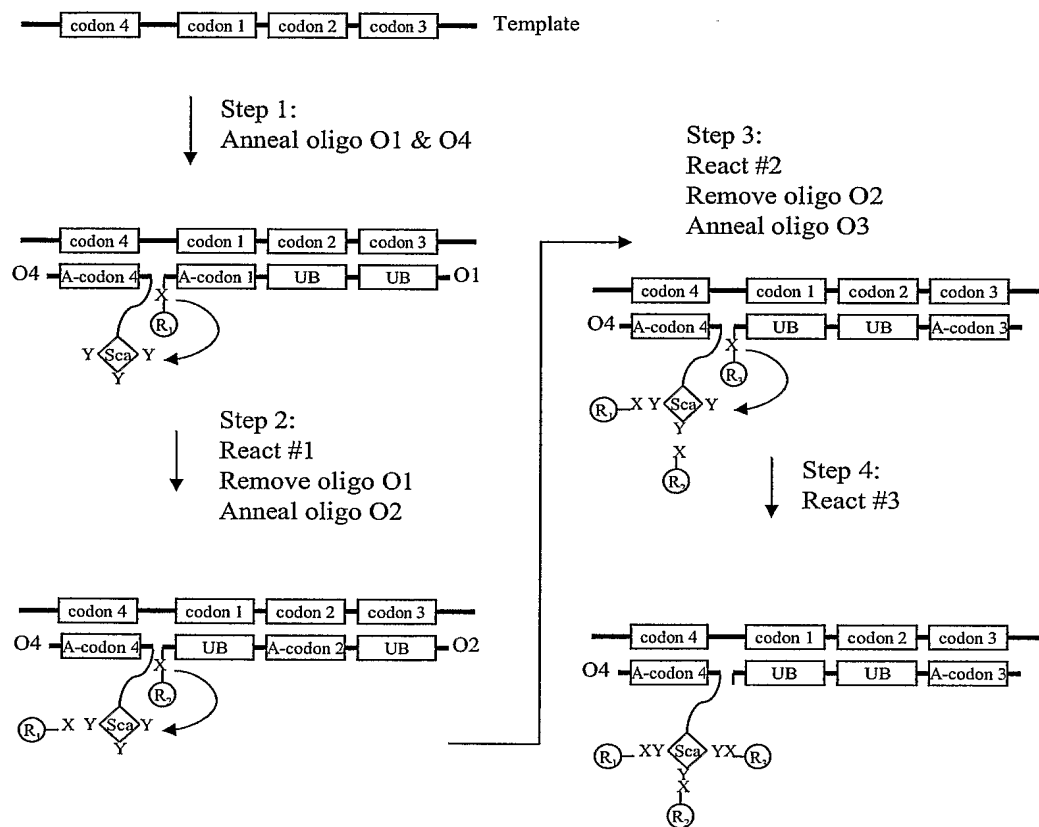 codon 4 codon 1 codon 2 codon 3 Template
Step 1:
Anneal oligo O1 & O4
codon 4 codon 1 codon 2 codon 3
O4 A-codon 4 A-codon 1 UB UB O1
X
R₁
Y Sca Y
Y
Step 2:
React #1
Remove oligo O1
Anneal oligo O2
codon 4 codon 1 codon 2 codon 3
O4 A-codon 4 UB A-codon 2 UB O2
X
R₂
R₁ X Y Sca Y
Y
Step 3:
React #2
Remove oligo O2
Anneal oligo O3
codon 4 codon 1 codon 2 codon 3
O4 A-codon 4 UB UB A-codon 3
X
R₃
R₁ X Y Sca Y
Y
X
R₂
Step 4:
React #3
codon 4 codon 1 codon 2 codon 3
O4 A-codon 4 UB UB A-codon 3
R₁ XY Sca YX R₃
Y
X
R₂